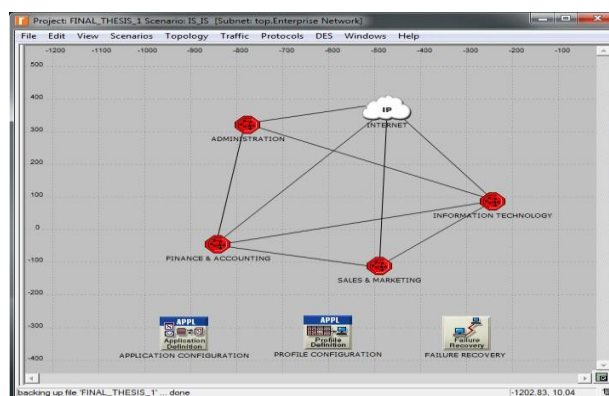 Project: FINAL_THESIS_1 Scenario: IS_IS [Subnet: top.Enterprise Network]
File Edit View Scenarios Topology Traffic Protocols DES Windows Help
-1200 -1100 -1000 -900 -800 -700 -600 -500 -400 -300 -200 -100
500
400
IP
INTERNET
300
ADMINISTRATION
200
100
INFORMATION TECHNOLOGY
0
FINANCE & ACCOUNTING
-100
SALES & MARKETING
-200
-300
APPL
Application
Definition
APPL
Profile
Definition
Failure
Recovery
APPLICATION CONFIGURATION PROFILE CONFIGURATION FAILURE RECOVERY
-400
backing up file 'FINAL_THESIS_1' ... done -1202.83, 10.04